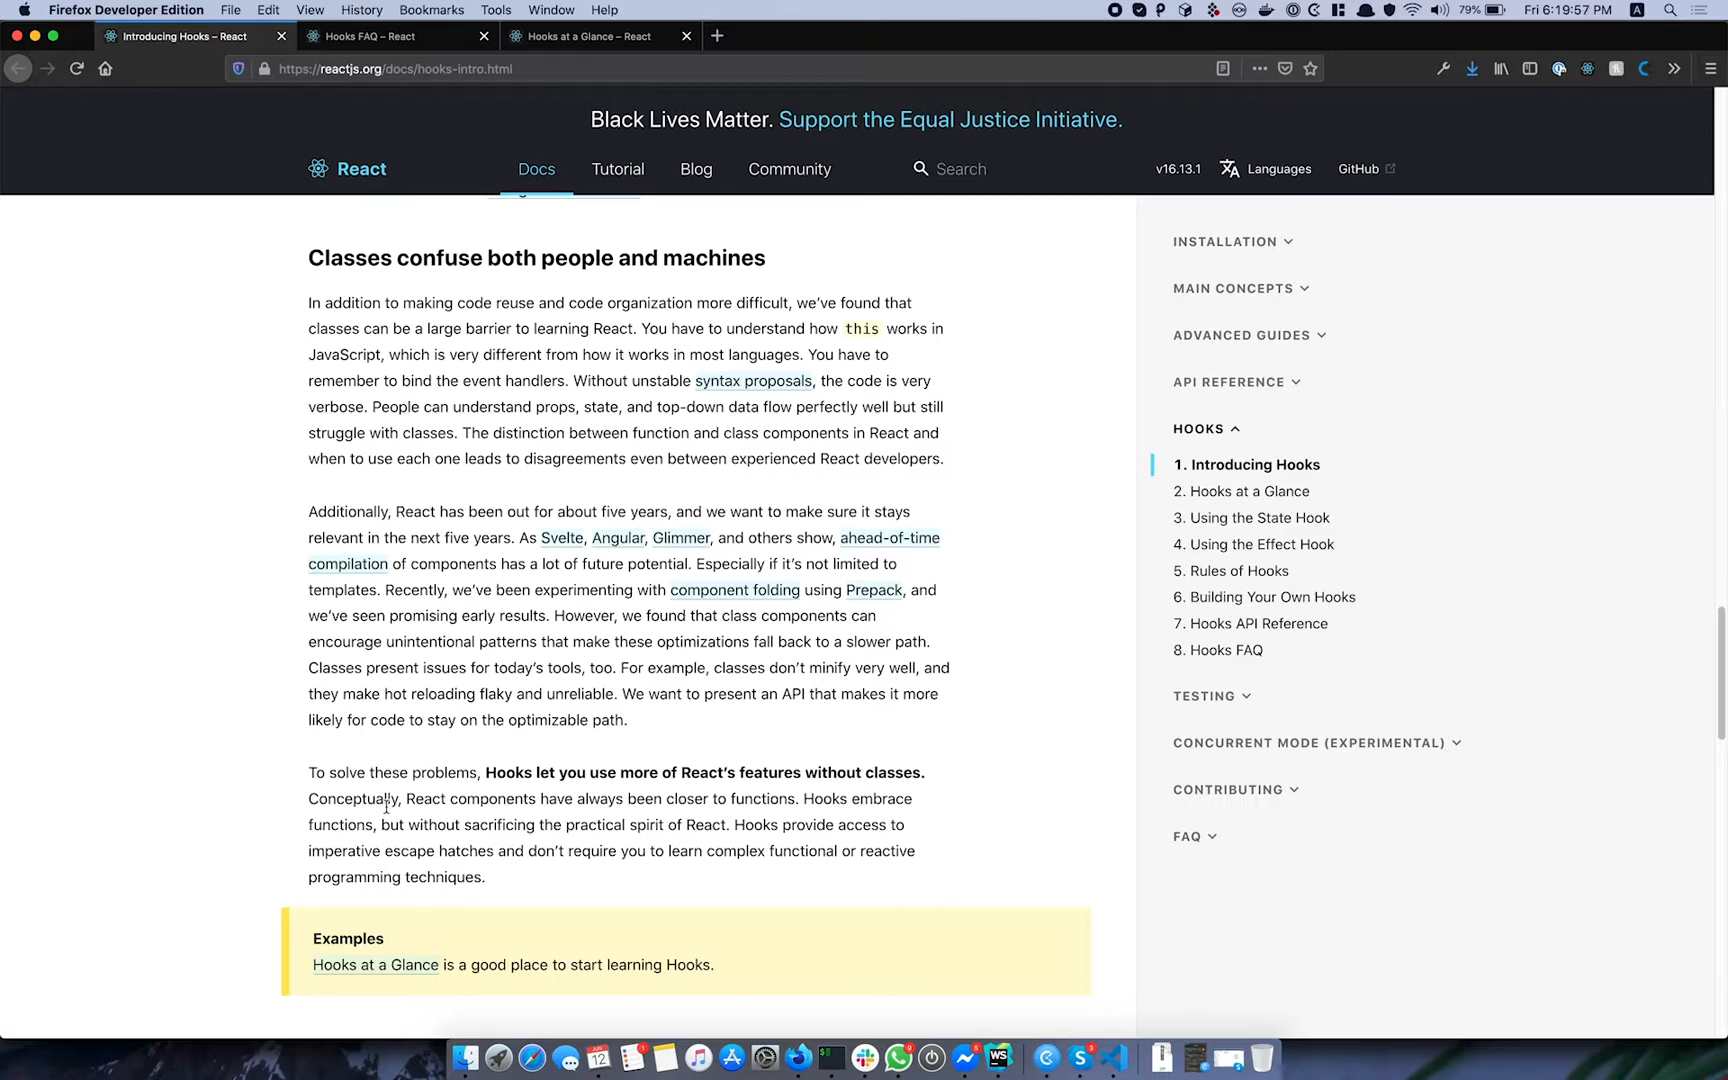 Firefox Developer Edition File Edit View History Bookmarks Tools Window Help 79% Fri 6:19:57 PM A
Introducing Hooks – React Hooks FAQ – React Hooks at a Glance – React
https://reactjs.org/docs/hooks-intro.html
Black Lives Matter. Support the Equal Justice Initiative.
React Docs Tutorial Blog Community Search v16.13.1 Languages GitHub
Classes confuse both people and machines
In addition to making code reuse and code organization more difficult, we’ve found that
classes can be a large barrier to learning React. You have to understand how this works in
JavaScript, which is very different from how it works in most languages. You have to
remember to bind the event handlers. Without unstable syntax proposals, the code is very
verbose. People can understand props, state, and top-down data flow perfectly well but still
struggle with classes. The distinction between function and class components in React and
when to use each one leads to disagreements even between experienced React developers.
Additionally, React has been out for about five years, and we want to make sure it stays
relevant in the next five years. As Svelte, Angular, Glimmer, and others show, ahead-of-time
compilation of components has a lot of future potential. Especially if it’s not limited to
templates. Recently, we’ve been experimenting with component folding using Prepack, and
we’ve seen promising early results. However, we found that class components can
encourage unintentional patterns that make these optimizations fall back to a slower path.
Classes present issues for today’s tools, too. For example, classes don’t minify very well, and
they make hot reloading flaky and unreliable. We want to present an API that makes it more
likely for code to stay on the optimizable path.
To solve these problems, Hooks let you use more of React’s features without classes.
Conceptually, React components have always been closer to functions. Hooks embrace
functions, but without sacrificing the practical spirit of React. Hooks provide access to
imperative escape hatches and don’t require you to learn complex functional or reactive
programming techniques.
Examples
Hooks at a Glance is a good place to start learning Hooks.
INSTALLATION
MAIN CONCEPTS
ADVANCED GUIDES
API REFERENCE
HOOKS
1. Introducing Hooks
2. Hooks at a Glance
3. Using the State Hook
4. Using the Effect Hook
5. Rules of Hooks
6. Building Your Own Hooks
7. Hooks API Reference
8. Hooks FAQ
TESTING
CONCURRENT MODE (EXPERIMENTAL)
CONTRIBUTING
FAQ
JUN
12
WS